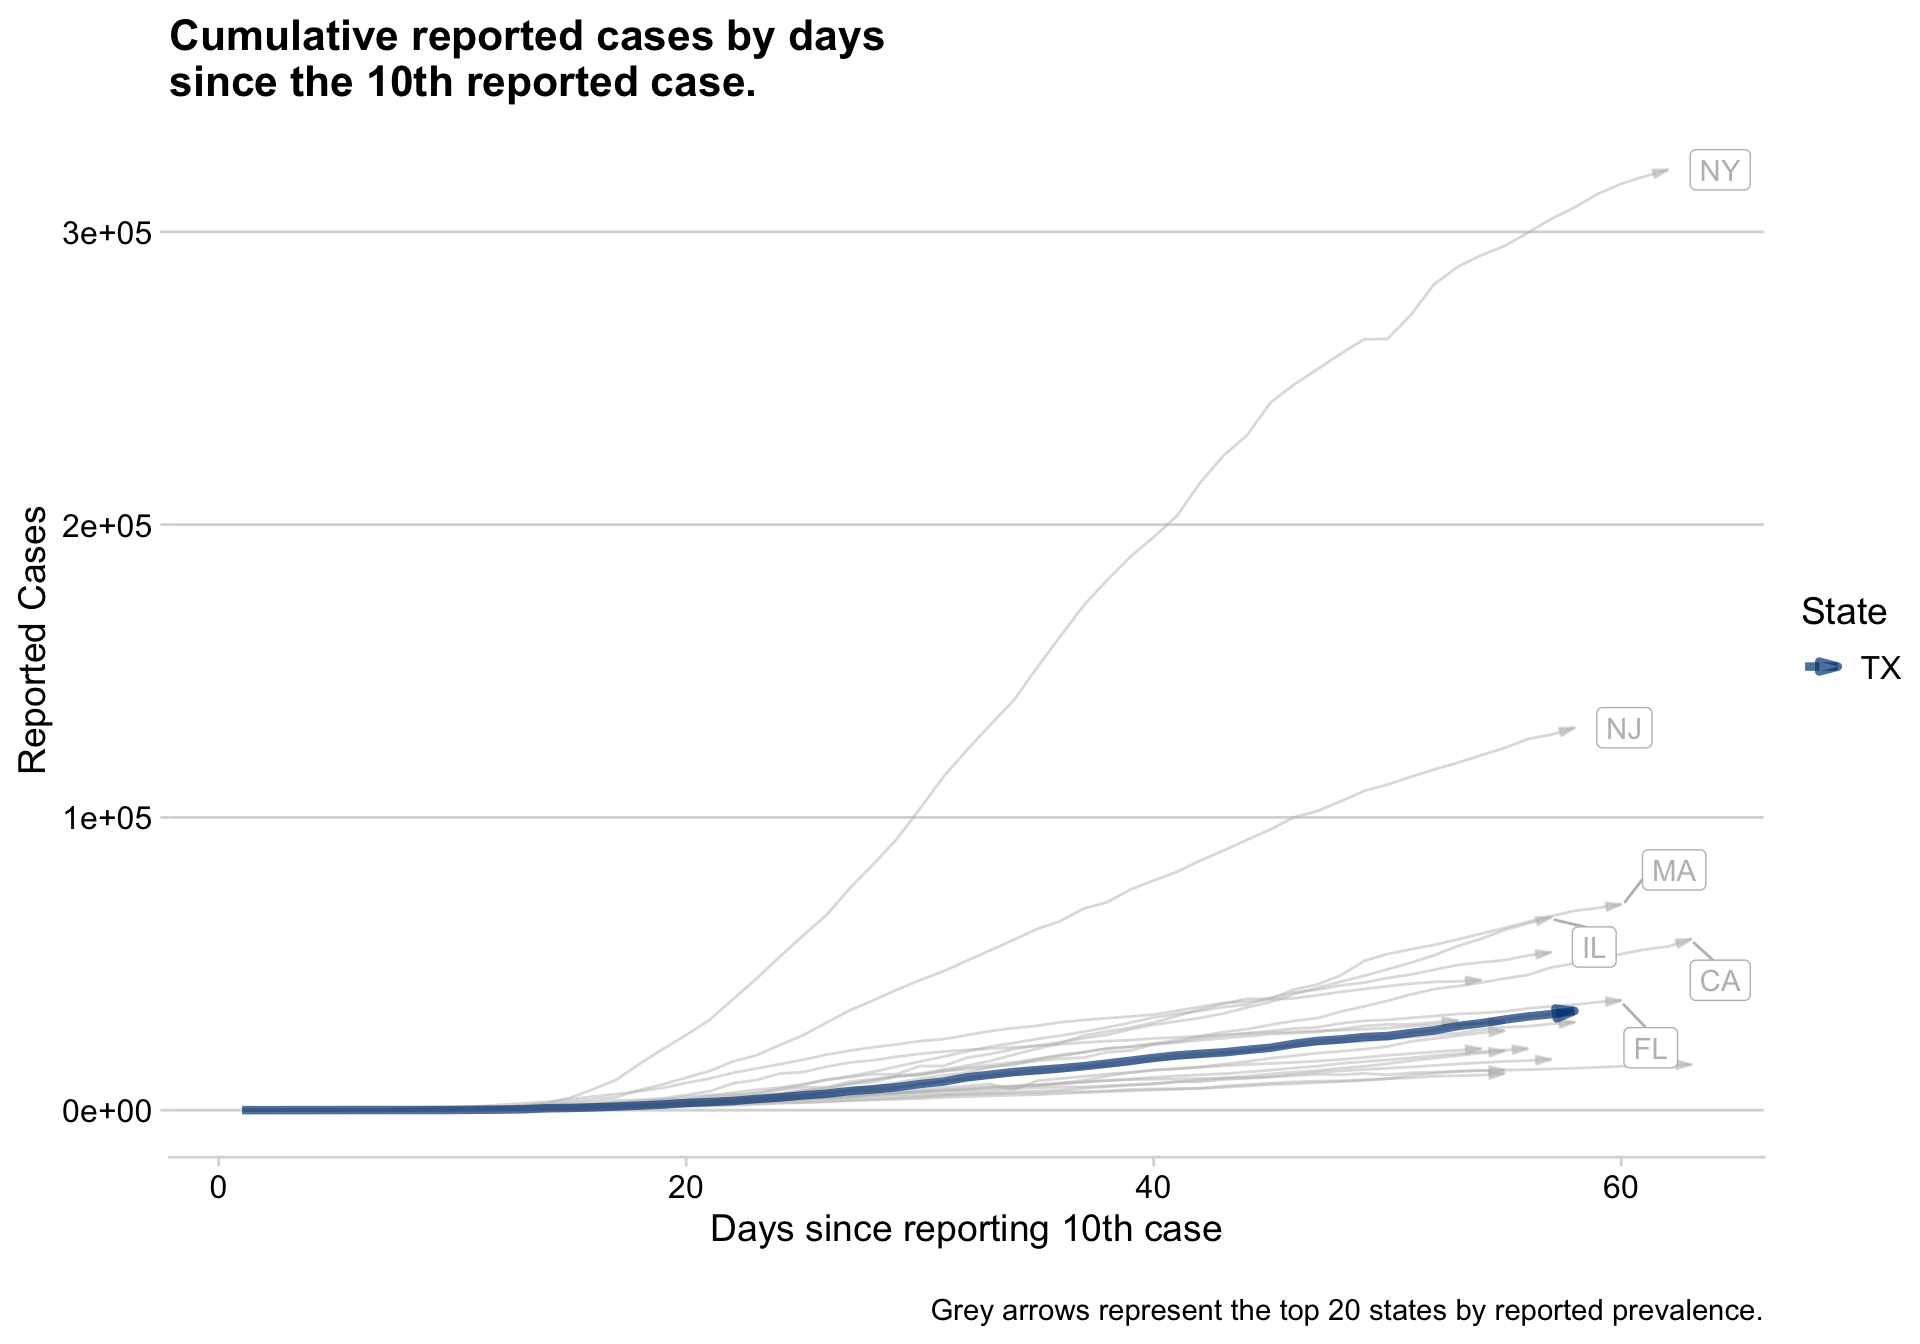 Cumulative reported cases by days
since the 10th reported case.
NY
3e+05
2e+05
Reported Cases
State
TX
NJ
1e+05
MA
IL
CA
FL
0e+00
0
20
40
60
Days since reporting 10th case
Grey arrows represent the top 20 states by reported prevalence.